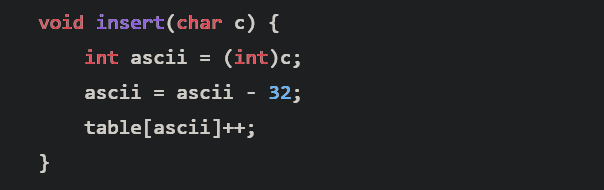 void insert(char c) {
    int ascii = (int)c;
    ascii = ascii - 32;
    table[ascii]++;
}